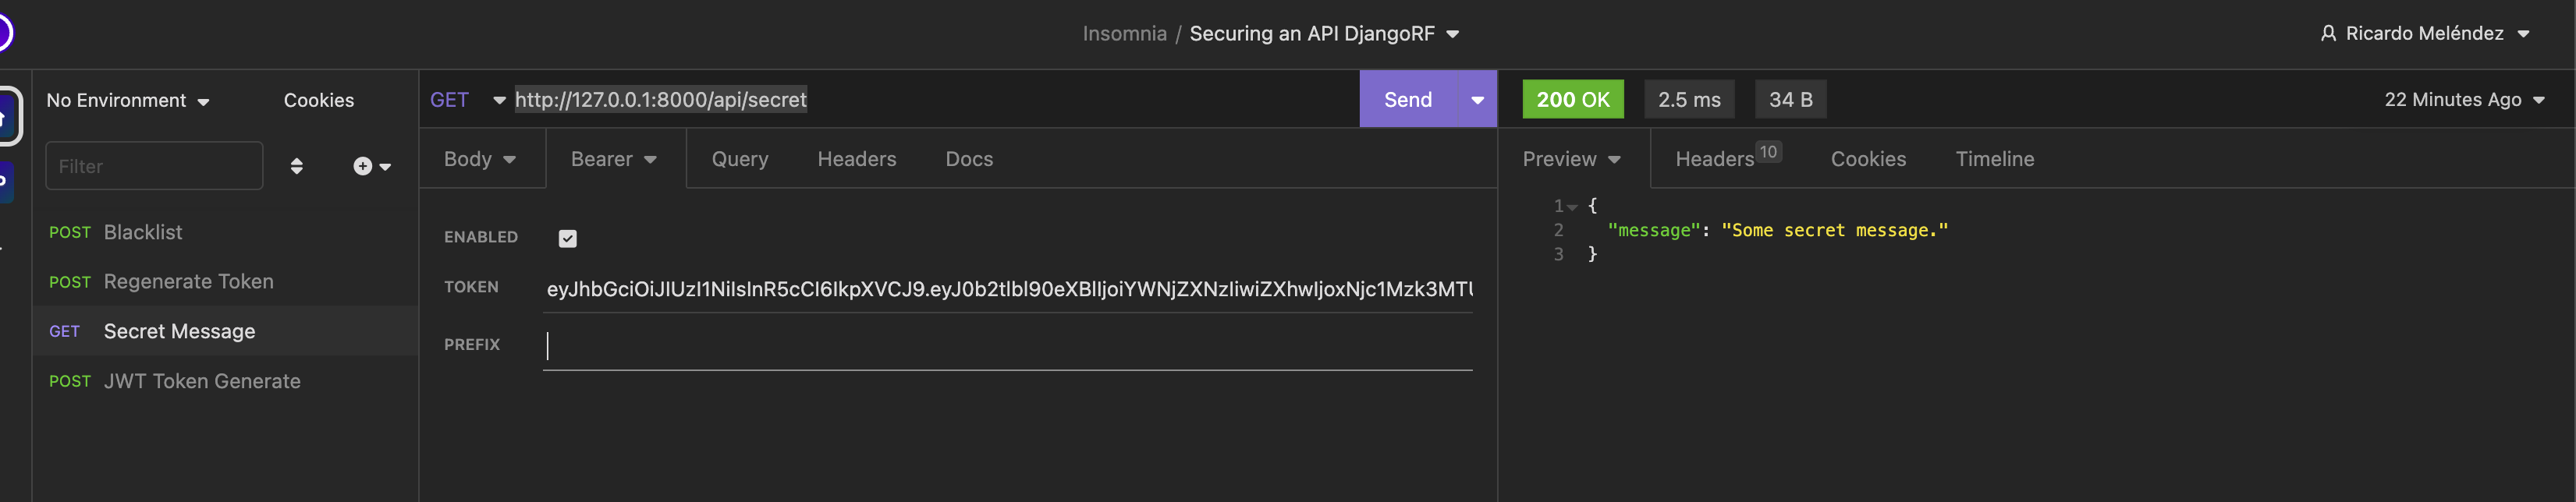 Insomnia / Securing an API DjangoRF
Ricardo Meléndez
No Environment
Cookies
Filter
POST Blacklist
POST Regenerate Token
GET Secret Message
POST JWT Token Generate
GET http://127.0.0.1:8000/api/secret
Send
Body
Bearer
Query
Headers
Docs
ENABLED
TOKEN eyJhbGciOiJIUzI1NiIsInR5cCI6IkpXVCJ9.eyJ0b2tlbl90eXBlIjoiYWNjZXNzIiwiZXhwIjoxNjc1Mzk3MTU
PREFIX
200 OK
2.5 ms
34 B
22 Minutes Ago
Preview
Headers 10
Cookies
Timeline
1 {
2 "message": "Some secret message."
3 }